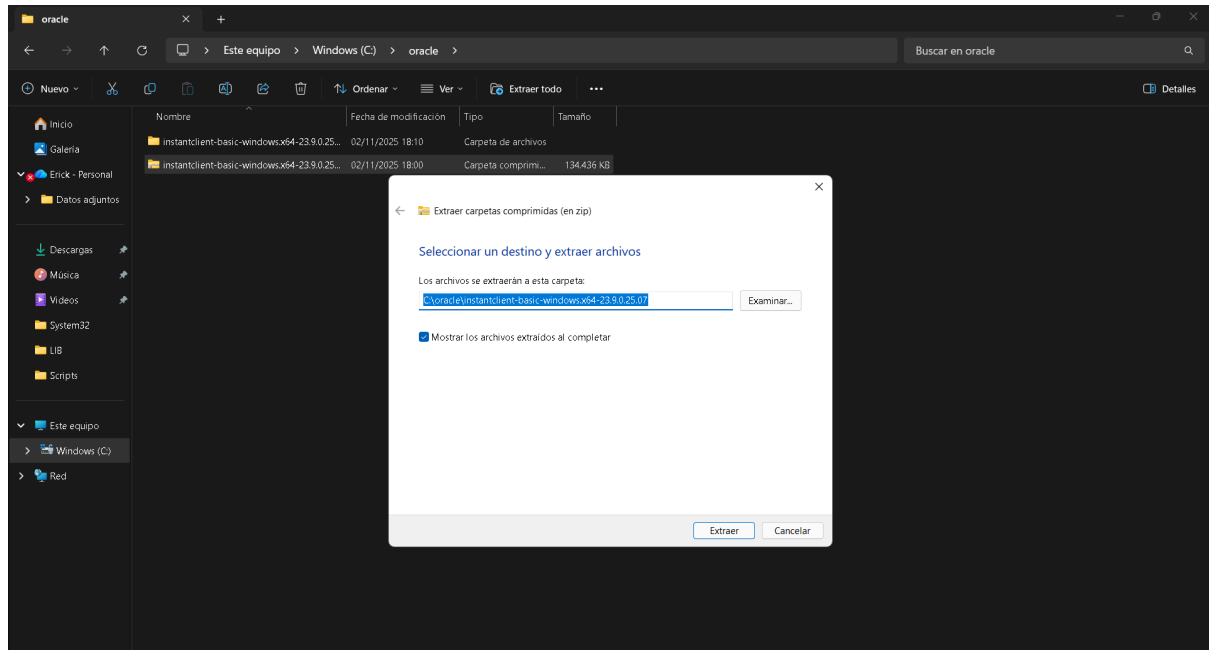 oracle
Este equipo > Windows (C:) > oracle >
Buscar en oracle
Nuevo
Ordenar
Ver
Extraer todo
Detalles
Nombre
Fecha de modificación
Tipo
Tamaño
Inicio
Galería
Erick - Personal
Datos adjuntos
Descargas
Música
Videos
System32
LIB
Scripts
Este equipo
Windows (C:)
Red
instantclient-basic-windows.x64-23.9.0.25... 02/11/2025 18:10 Carpeta de archivos
instantclient-basic-windows.x64-23.9.0.25... 02/11/2025 18:00 Carpeta comprimi... 134.436 KB
Extraer carpetas comprimidas (en zip)
Seleccionar un destino y extraer archivos
Los archivos se extraerán a esta carpeta:
C:\oracle\instantclient-basic-windows.x64-23.9.0.25.07
Examinar...
Mostrar los archivos extraídos al completar
Extraer
Cancelar